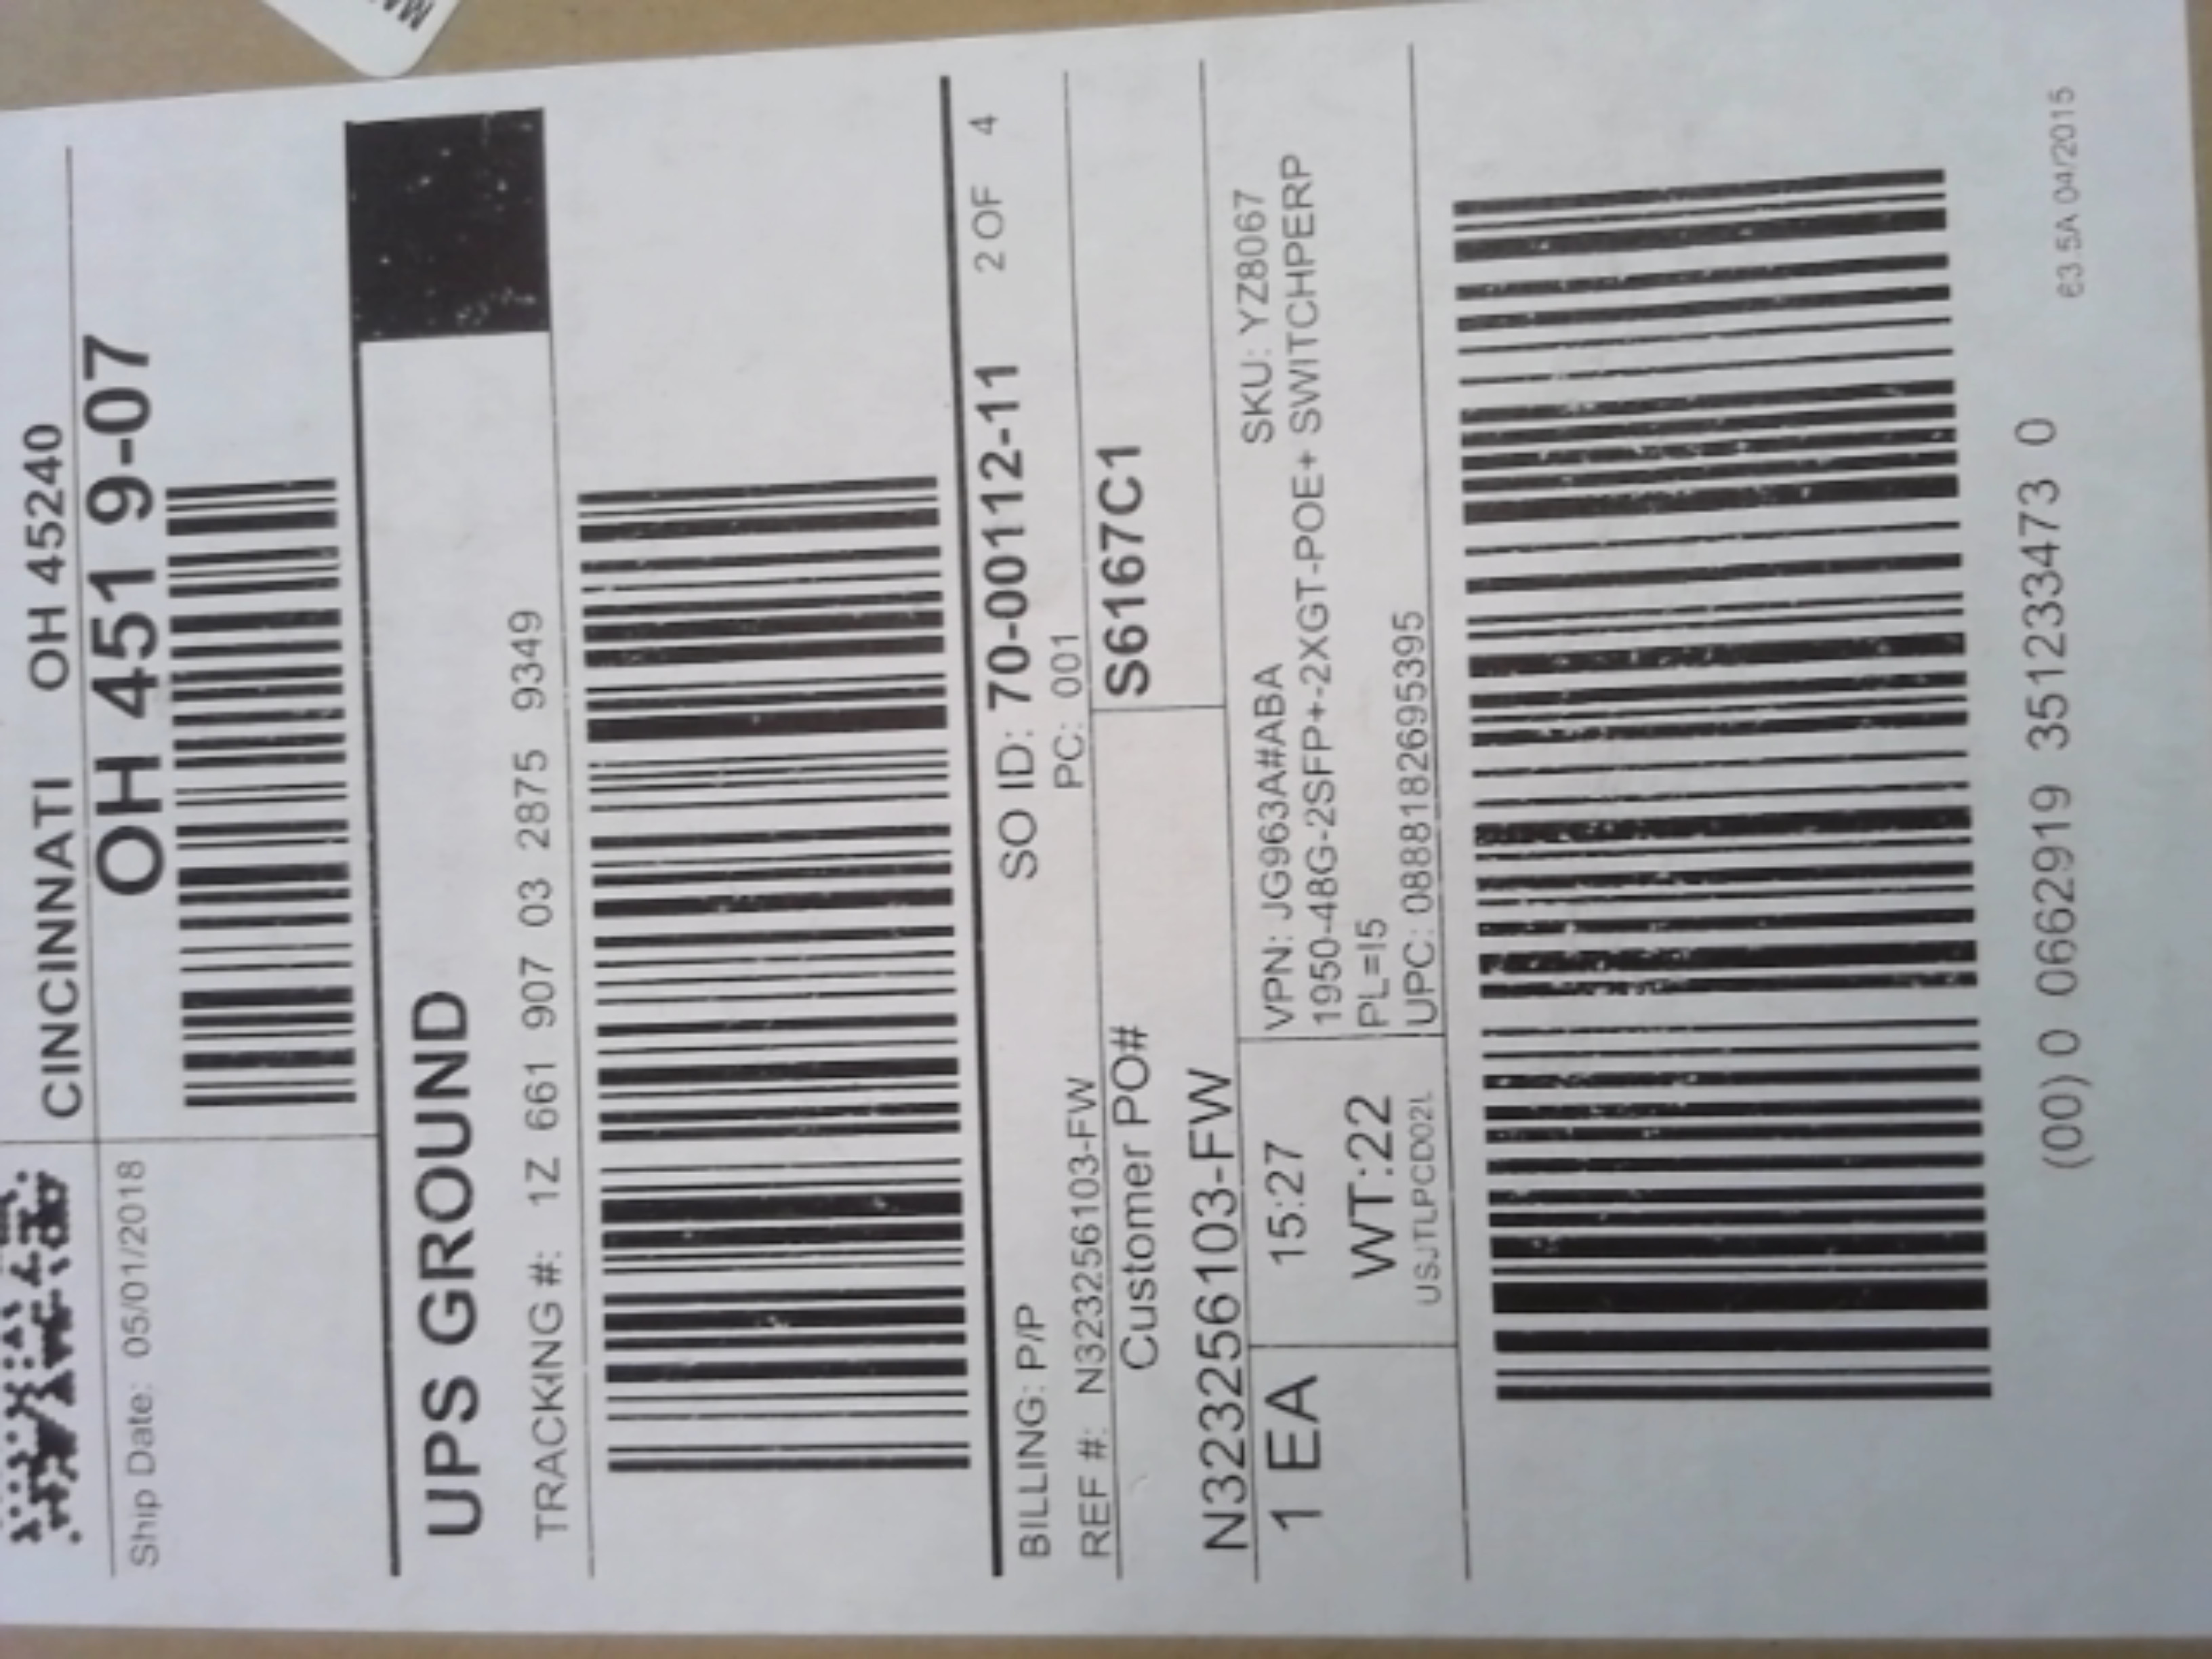 CINCINNATI OH 45240
Ship Date: 05/01/2018
OH 451 9-07
UPS GROUND
TRACKING #: 1Z 661 907 03 2875 9349
BILLING: P/P
SO ID: 70-00112-11 2 OF 4
REF #: N323256103-FW PC: 001
Customer PO# S6167C1
N323256103-FW
1 EA
15:27
WT:22
USJTLPCD02L
VPN: JG963A#ABA SKU: YZ8067
1950-48G-2SFP+-2XGT-POE+ SWITCHPERP
PL=I5
UPC: 0888182695395
(00) 0 0662919 351233473 0
63.5A 04/2015